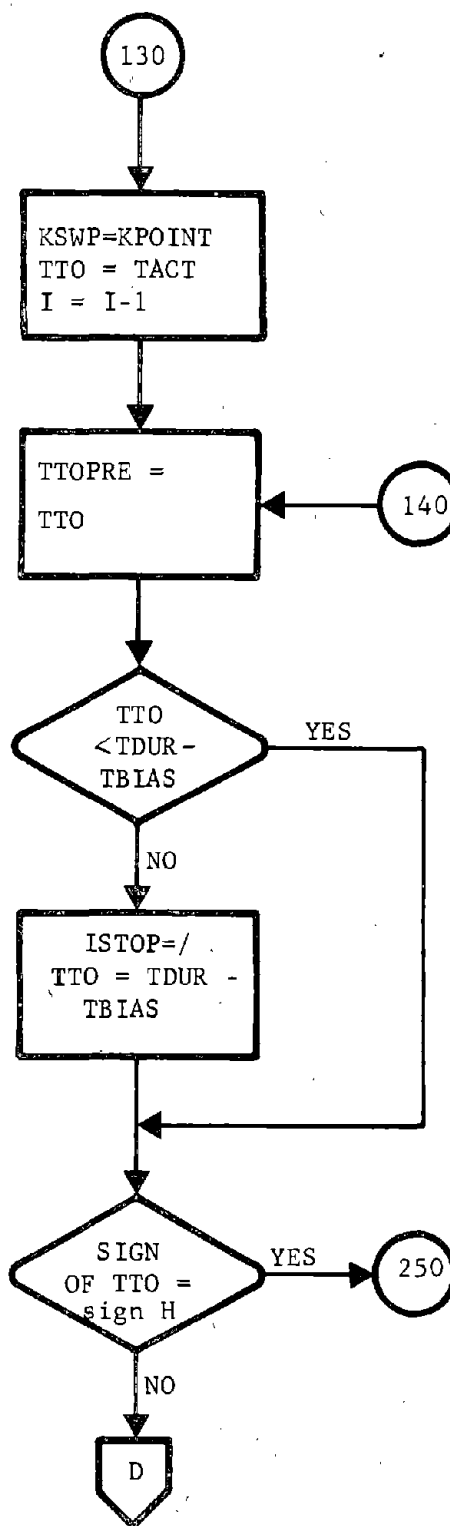 130
KSWP=KPOINT
TTO = TACT
I = I-1
TTOPRE =
TTO
140
TTO
<TDUR-
TBIAS
YES
NO
ISTOP=/
TTO = TDUR -
TBIAS
SIGN
OF TTO =
sign H
YES
250
NO
D